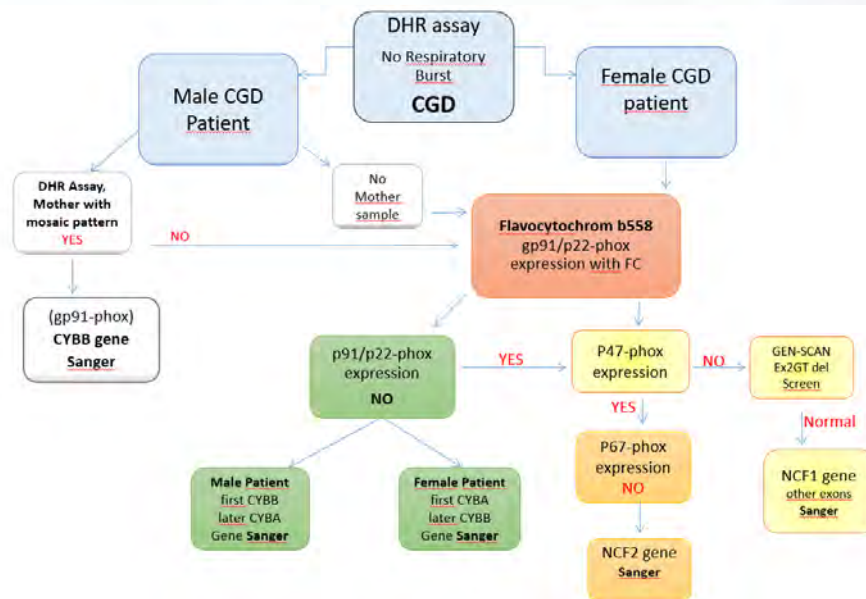 DHR assay
No Respiratory
Burst
CGD
Male CGD
Patient
Female CGD
patient
DHR Assay,
Mother with
mosaic pattern
YES
No
Mother
sample
NO
Flavocytochrom b558
gp91/p22-phox
expression with FC
(gp91-phox)
CYBB gene
Sanger
p91/p22-phox
expression
NO
YES
P47-phox
expression
NO
GEN-SCAN
Ex2GT del
Screen
YES
Normal
Male Patient
first CYBB
later CYBA
Gene Sanger
Female Patient
first CYBA
later CYBB
Gene Sanger
P67-phox
expression
NO
NCF1 gene
other exons
Sanger
NCF2 gene
Sanger